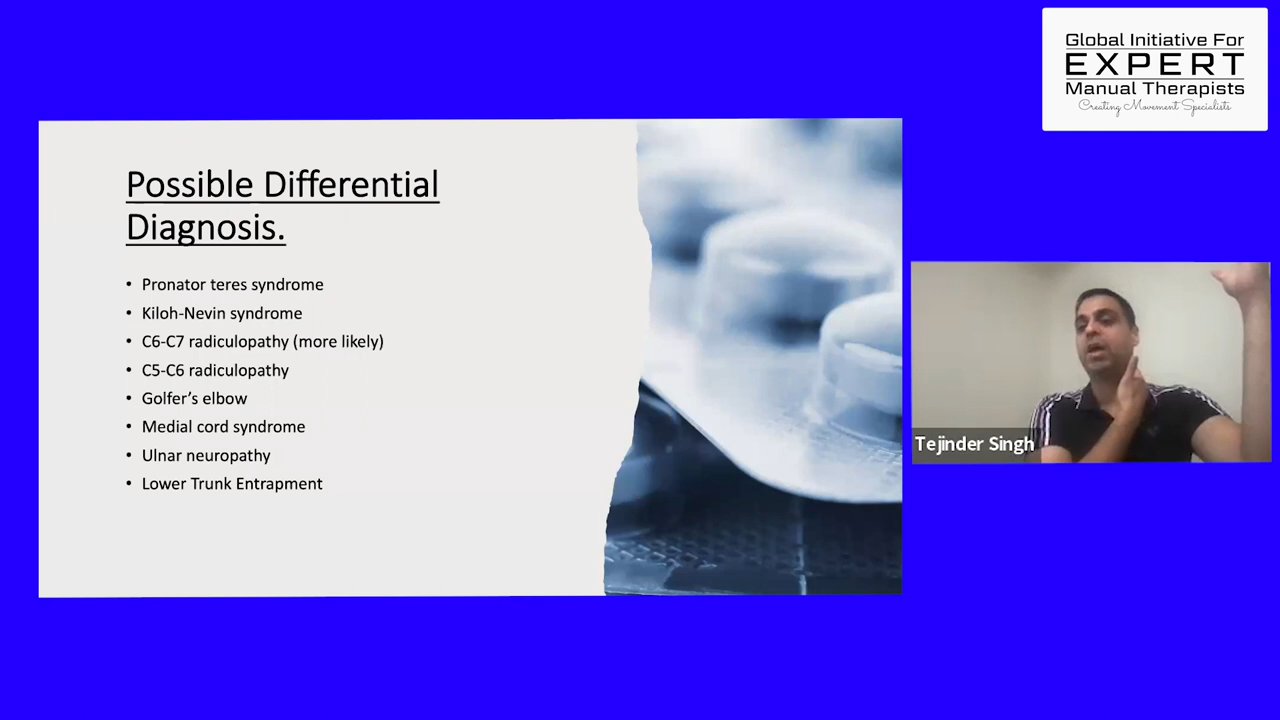 Global Initiative For
EXPERT
Manual Therapists
Creating Movement Specialists
Possible Differential
Diagnosis.
• Pronator teres syndrome
• Kiloh-Nevin syndrome
• C6-C7 radiculopathy (more likely)
• C5-C6 radiculopathy
• Golfer’s elbow
• Medial cord syndrome
• Ulnar neuropathy
• Lower Trunk Entrapment
Tejinder Singh